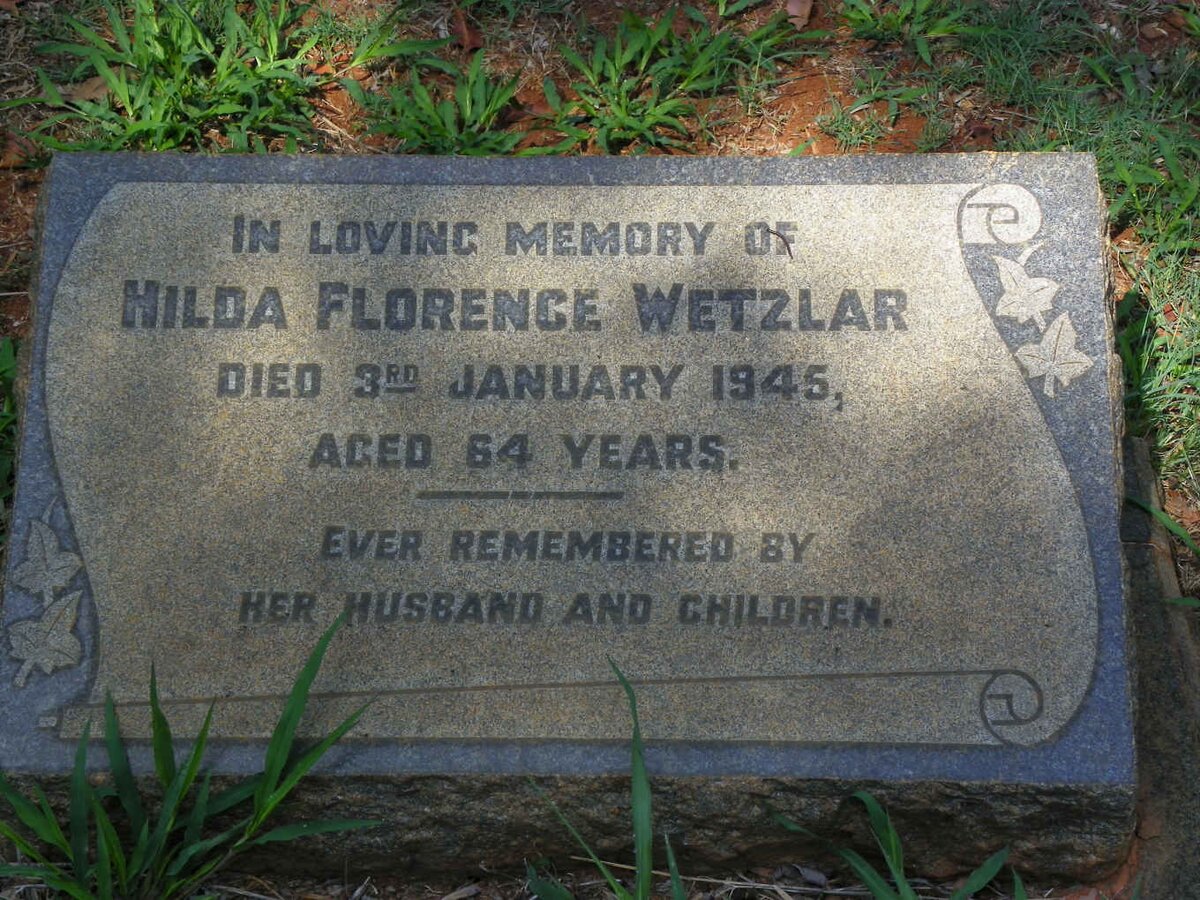 IN LOVING MEMORY OF
HILDA FLORENCE WETZLAR
DIED 3RD JANUARY 1945,
AGED 64 YEARS.
EVER REMEMBERED BY
HER HUSBAND AND CHILDREN.